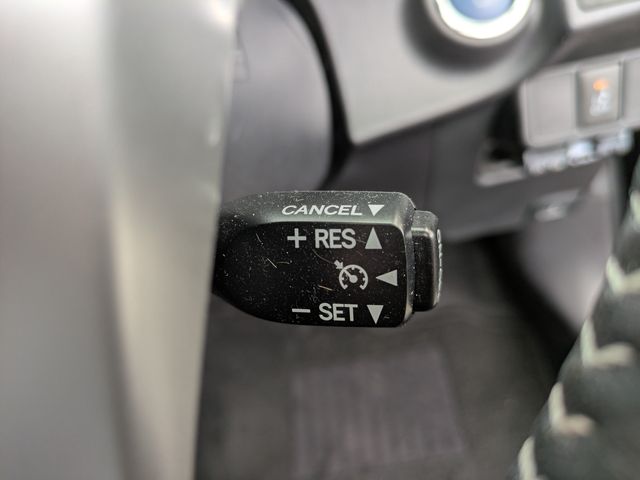 CANCEL ▼
+ RES ▲
◀
− SET ▼